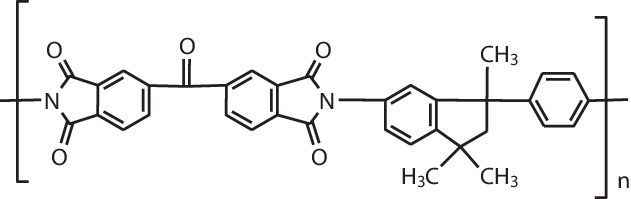 O O O CH₃
N N
O O H₃C CH₃
n